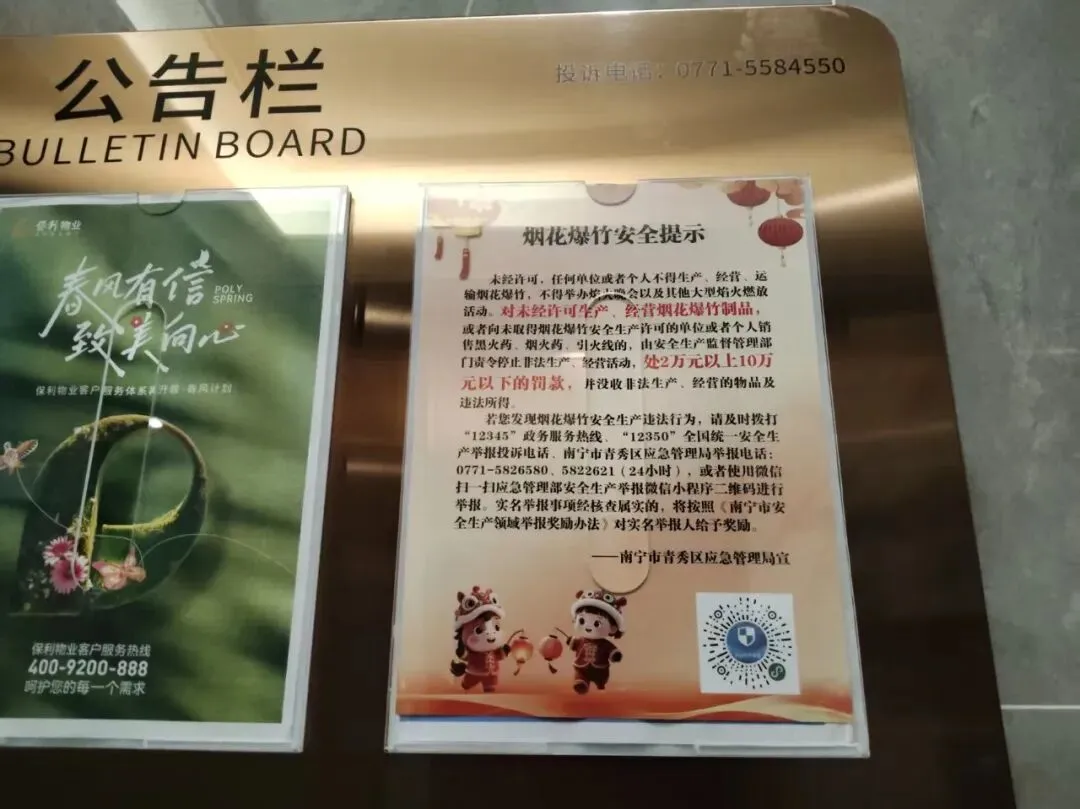 公告栏
BULLETIN BOARD
投诉电话：0771-5584550
保利物业
春风有信
POLY
SPRING
致美向心
保利物业客户服务体系春风计划
保利物业客户服务热线
400-9200-888
呵护您的每一个需求
烟花爆竹安全提示
未经许可，任何单位或者个人不得生产、经营、运
输烟花爆竹，不得举办焰火晚会以及其他大型焰火燃放
活动。对未经许可生产、经营烟花爆竹制品，
或者向未取得烟花爆竹安全生产许可的单位或者个人销
售黑火药、烟火药、引火线的，由安全生产监督管理部
门责令停止非法生产、经营活动，处2万元以上10万
元以下的罚款，并没收非法生产、经营的物品及
违法所得。
若您发现烟花爆竹安全生产违法行为，请及时拨打
“12345”政务服务热线、“12350”全国统一安全生
产举报投诉电话、南宁市青秀区应急管理局举报电话：
0771-5826580、5822621（24小时），或者使用微信
扫一扫应急管理部安全生产举报微信小程序二维码进行
举报。实名举报事项经核查属实的，将按照《南宁市安
全生产领域举报奖励办法》对实名举报人给予奖励。
——南宁市青秀区应急管理局宣